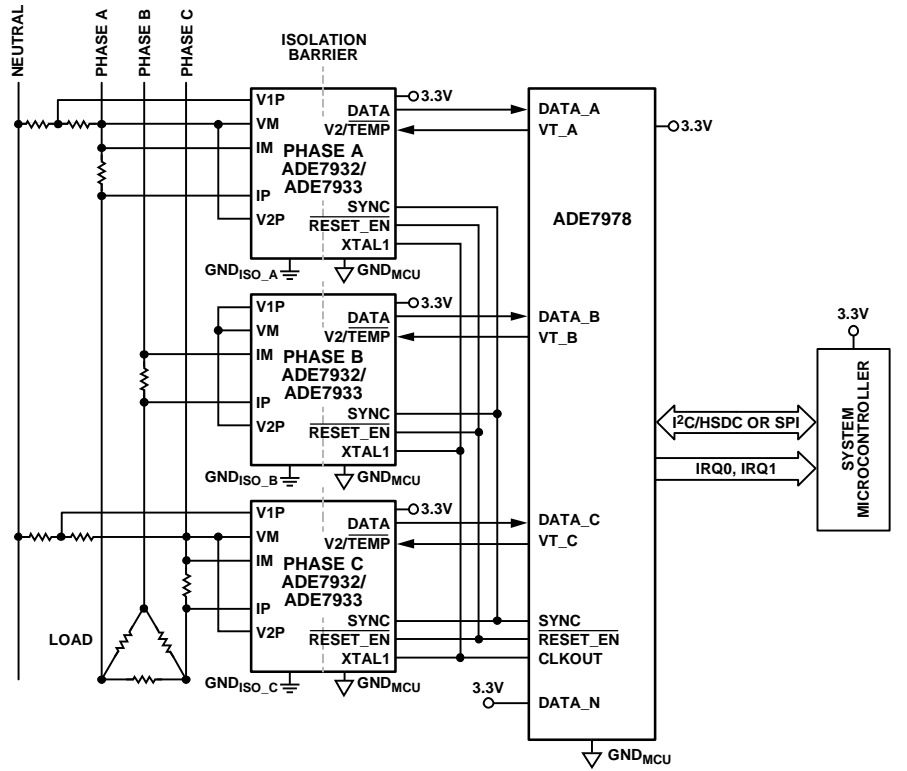 NEUTRAL
PHASE A
PHASE B
PHASE C
ISOLATION
BARRIER
V1P
VM
IM
IP
V2P
3.3V
DATA
V2/TEMP
PHASE A
ADE7932/
ADE7933
SYNC
RESET_EN
XTAL1
GNDISO_A
GNDMCU
V1P
VM
IM
IP
V2P
3.3V
DATA
V2/TEMP
PHASE B
ADE7932/
ADE7933
SYNC
RESET_EN
XTAL1
GNDISO_B
GNDMCU
V1P
VM
IM
IP
V2P
3.3V
DATA
V2/TEMP
PHASE C
ADE7932/
ADE7933
SYNC
RESET_EN
XTAL1
GNDISO_C
GNDMCU
LOAD
DATA_A
VT_A
3.3V
ADE7978
DATA_B
VT_B
DATA_C
VT_C
SYNC
RESET_EN
CLKOUT
3.3V
DATA_N
GNDMCU
I2C/HSDC OR SPI
IRQ0, IRQ1
3.3V
SYSTEM
MICROCONTROLLER